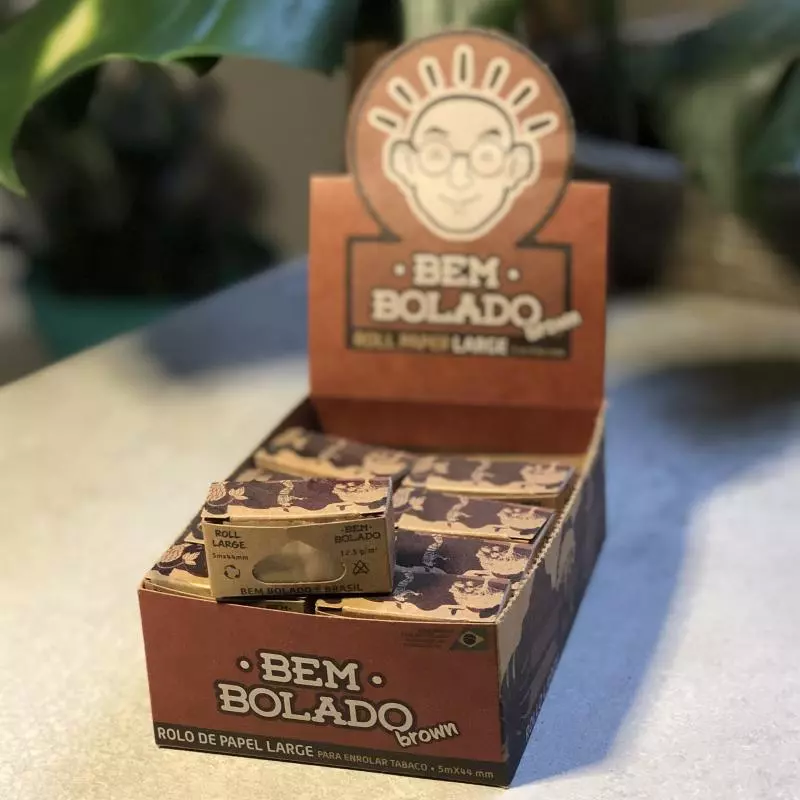 • BEM •
BOLADO
brown
ROLL PAPER LARGE
ROLL
LARGE
5mx44mm
•BEM•
BOLADO
12.5 g/m²
BEM BOLADO BRASIL
• BEM •
BOLADO
brown
ROLO DE PAPEL LARGE PARA ENROLAR TABACO • 5mX44 mm